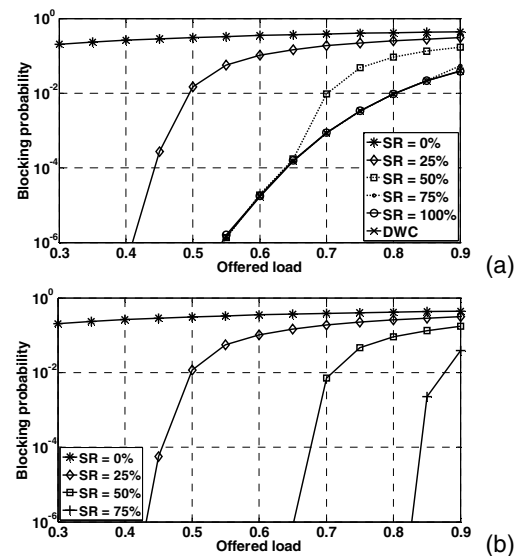 10^0
10^-2
10^-4
10^-6
Blocking probability
SR = 0%
SR = 25%
SR = 50%
SR = 75%
SR = 100%
DWC
0.3 0.4 0.5 0.6 0.7 0.8 0.9
Offered load
(a)
10^0
10^-2
10^-4
10^-6
Blocking probability
SR = 0%
SR = 25%
SR = 50%
SR = 75%
0.3 0.4 0.5 0.6 0.7 0.8 0.9
Offered load
(b)